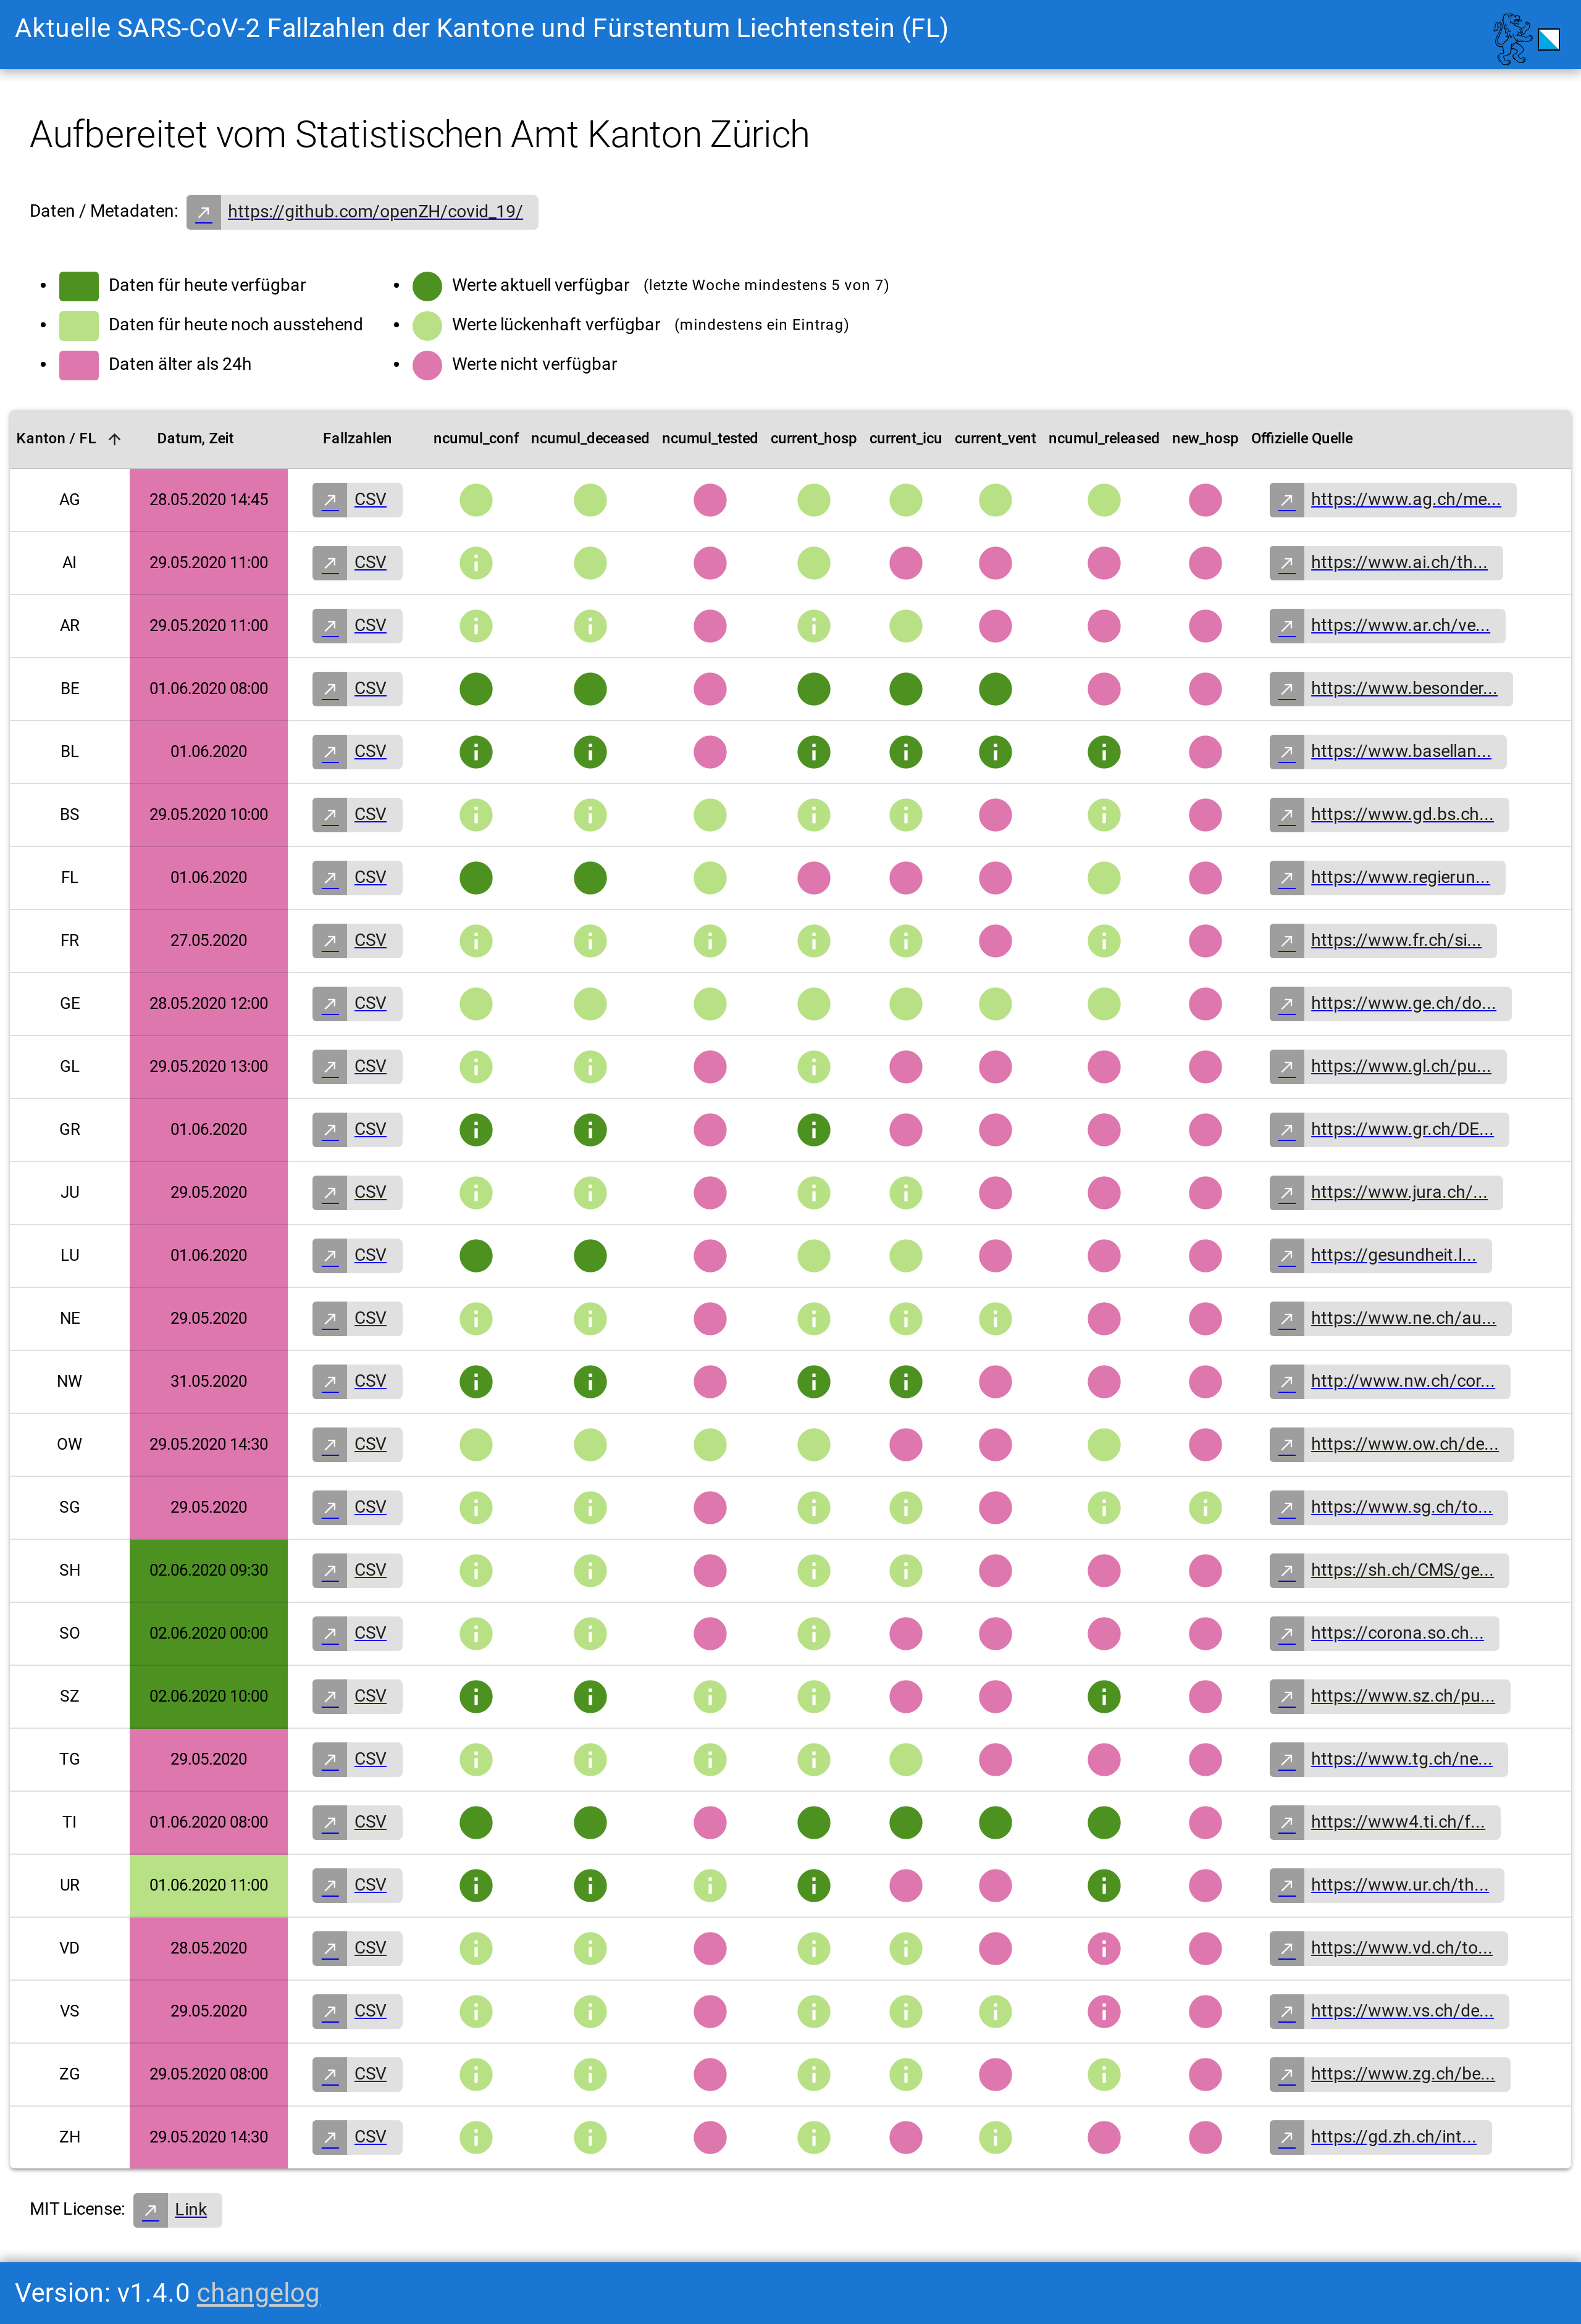 Aktuelle SARS-CoV-2 Fallzahlen der Kantone und Fürstentum Liechtenstein (FL)
Aufbereitet vom Statistischen Amt Kanton Zürich
Daten / Metadaten: https://github.com/openZH/covid_19/
Daten für heute verfügbar
Daten für heute noch ausstehend
Daten älter als 24h
Werte aktuell verfügbar (letzte Woche mindestens 5 von 7)
Werte lückenhaft verfügbar (mindestens ein Eintrag)
Werte nicht verfügbar
Kanton / FL Datum, Zeit Fallzahlen ncumul_conf ncumul_deceased ncumul_tested current_hosp current_icu current_vent ncumul_released new_hosp Offizielle Quelle
AG 28.05.2020 14:45 CSV https://www.ag.ch/me...
AI 29.05.2020 11:00 CSV https://www.ai.ch/th...
AR 29.05.2020 11:00 CSV https://www.ar.ch/ve...
BE 01.06.2020 08:00 CSV https://www.besonder...
BL 01.06.2020 CSV https://www.basellan...
BS 29.05.2020 10:00 CSV https://www.gd.bs.ch...
FL 01.06.2020 CSV https://www.regierun...
FR 27.05.2020 CSV https://www.fr.ch/si...
GE 28.05.2020 12:00 CSV https://www.ge.ch/do...
GL 29.05.2020 13:00 CSV https://www.gl.ch/pu...
GR 01.06.2020 CSV https://www.gr.ch/DE...
JU 29.05.2020 CSV https://www.jura.ch/...
LU 01.06.2020 CSV https://gesundheit.l...
NE 29.05.2020 CSV https://www.ne.ch/au...
NW 31.05.2020 CSV http://www.nw.ch/cor...
OW 29.05.2020 14:30 CSV https://www.ow.ch/de...
SG 29.05.2020 CSV https://www.sg.ch/to...
SH 02.06.2020 09:30 CSV https://sh.ch/CMS/ge...
SO 02.06.2020 00:00 CSV https://corona.so.ch...
SZ 02.06.2020 10:00 CSV https://www.sz.ch/pu...
TG 29.05.2020 CSV https://www.tg.ch/ne...
TI 01.06.2020 08:00 CSV https://www4.ti.ch/f...
UR 01.06.2020 11:00 CSV https://www.ur.ch/th...
VD 28.05.2020 CSV https://www.vd.ch/to...
VS 29.05.2020 CSV https://www.vs.ch/de...
ZG 29.05.2020 08:00 CSV https://www.zg.ch/be...
ZH 29.05.2020 14:30 CSV https://gd.zh.ch/int...
MIT License: Link
Version: v1.4.0 changelog